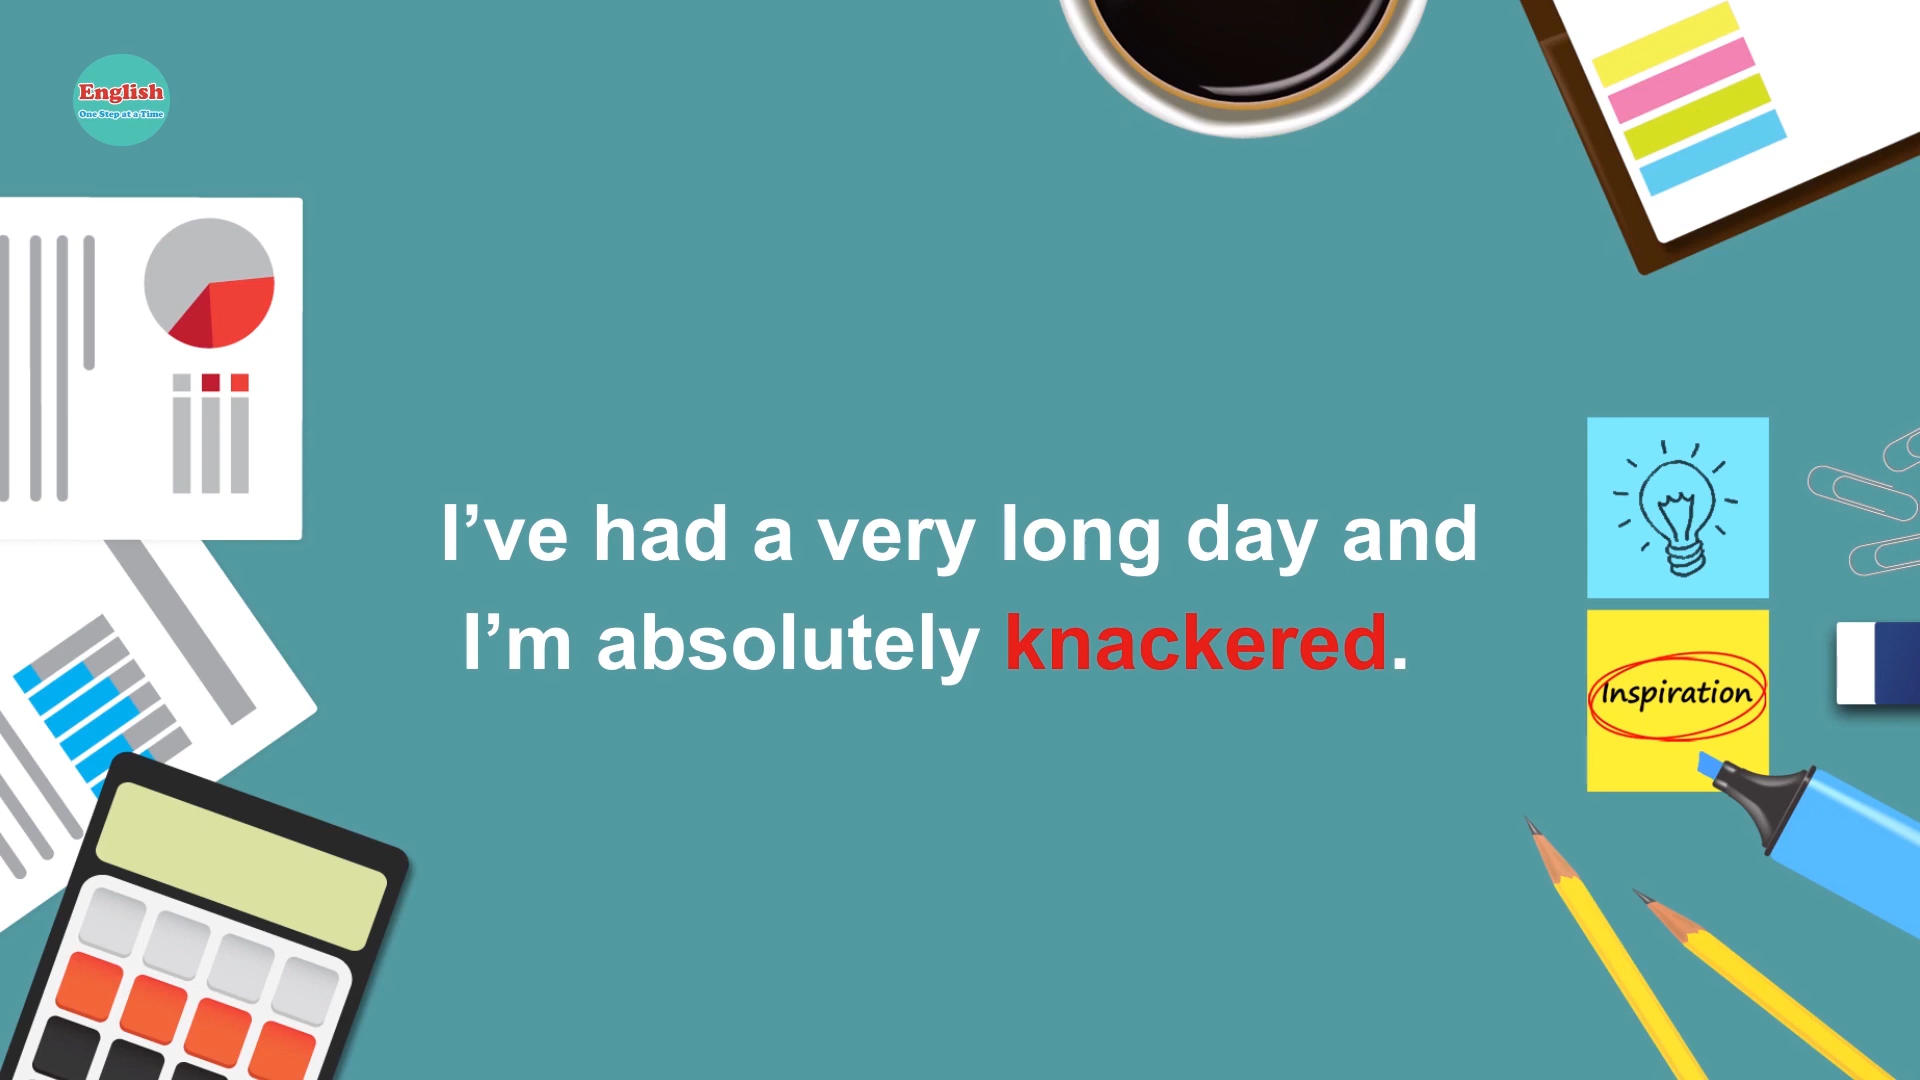 English
One Step at a Time
I’ve had a very long day and
I’m absolutely knackered.
Inspiration